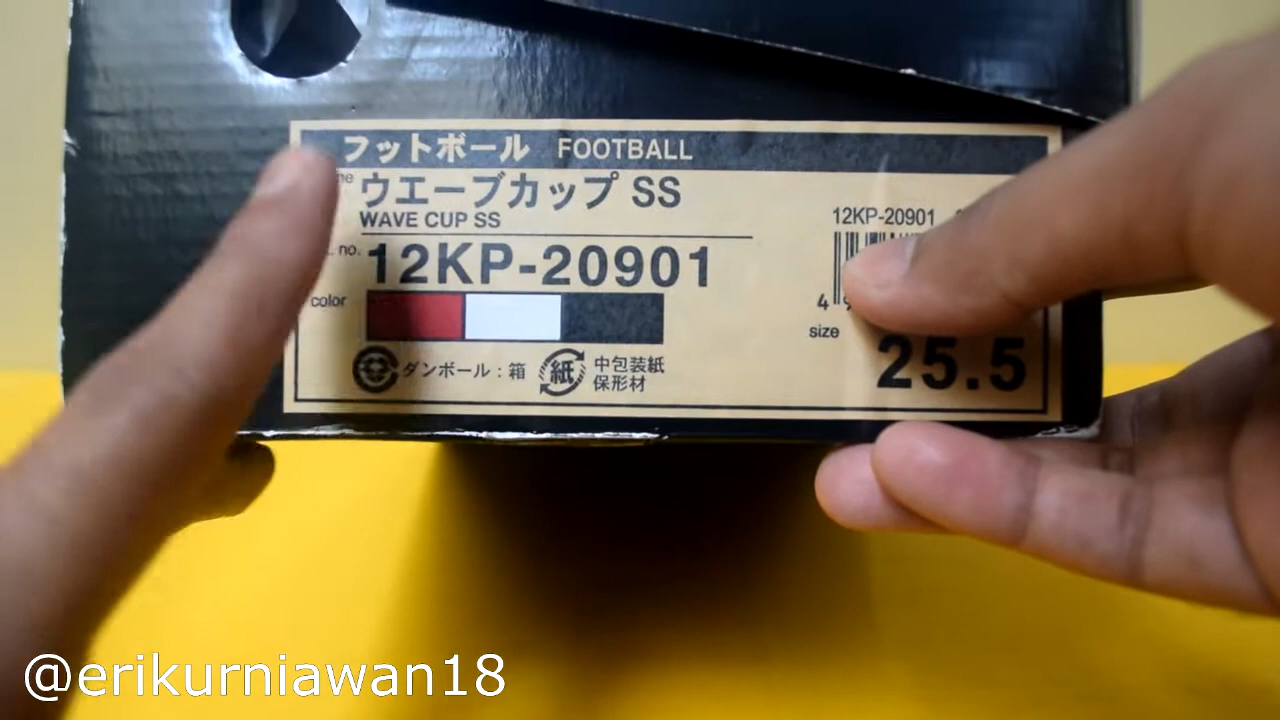 フットボール FOOTBALL
ウエーブカップ SS
WAVE CUP SS
no. 12KP-20901
color
ダンボール：箱
紙 中包装紙
保形材
12KP-20901
4
size
25.5
@erikurniawan18